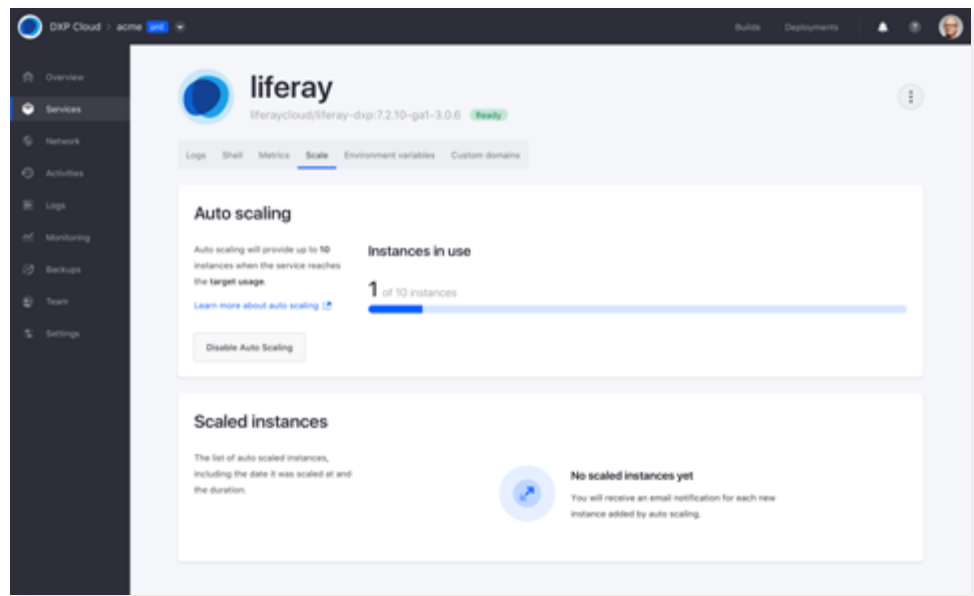 DXP Cloud > acme prd
Builds
Deployments
Overview
Services
Network
Activities
Logs
Monitoring
Backups
Team
Settings
liferay
liferaycloud/liferay-dxp:7.2.10-ga1-3.0.6 Ready
Logs Shell Metrics Scale Environment variables Custom domains
Auto scaling
Auto scaling will provide up to 10
instances when the service reaches
the target usage.
Learn more about auto scaling
Disable Auto Scaling
Instances in use
1 of 10 instances
Scaled instances
The list of auto scaled instances,
including the date it was scaled at and
the duration.
No scaled instances yet
You will receive an email notification for each new
instance added by auto scaling.